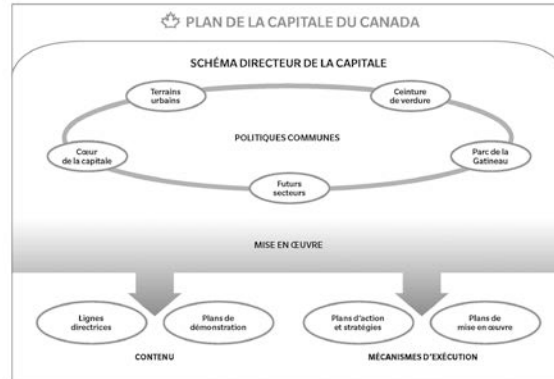 PLAN DE LA CAPITALE DU CANADA
SCHÉMA DIRECTEUR DE LA CAPITALE
Terrains
urbains
Ceinture
de verdure
POLITIQUES COMMUNES
Cœur
de la capitale
Parc de la
Gatineau
Futurs
secteurs
MISE EN ŒUVRE
Lignes
directrices
Plans de
démonstration
Plans d'action
et stratégies
Plans de
mise en œuvre
CONTENU
MÉCANISMES D'EXÉCUTION